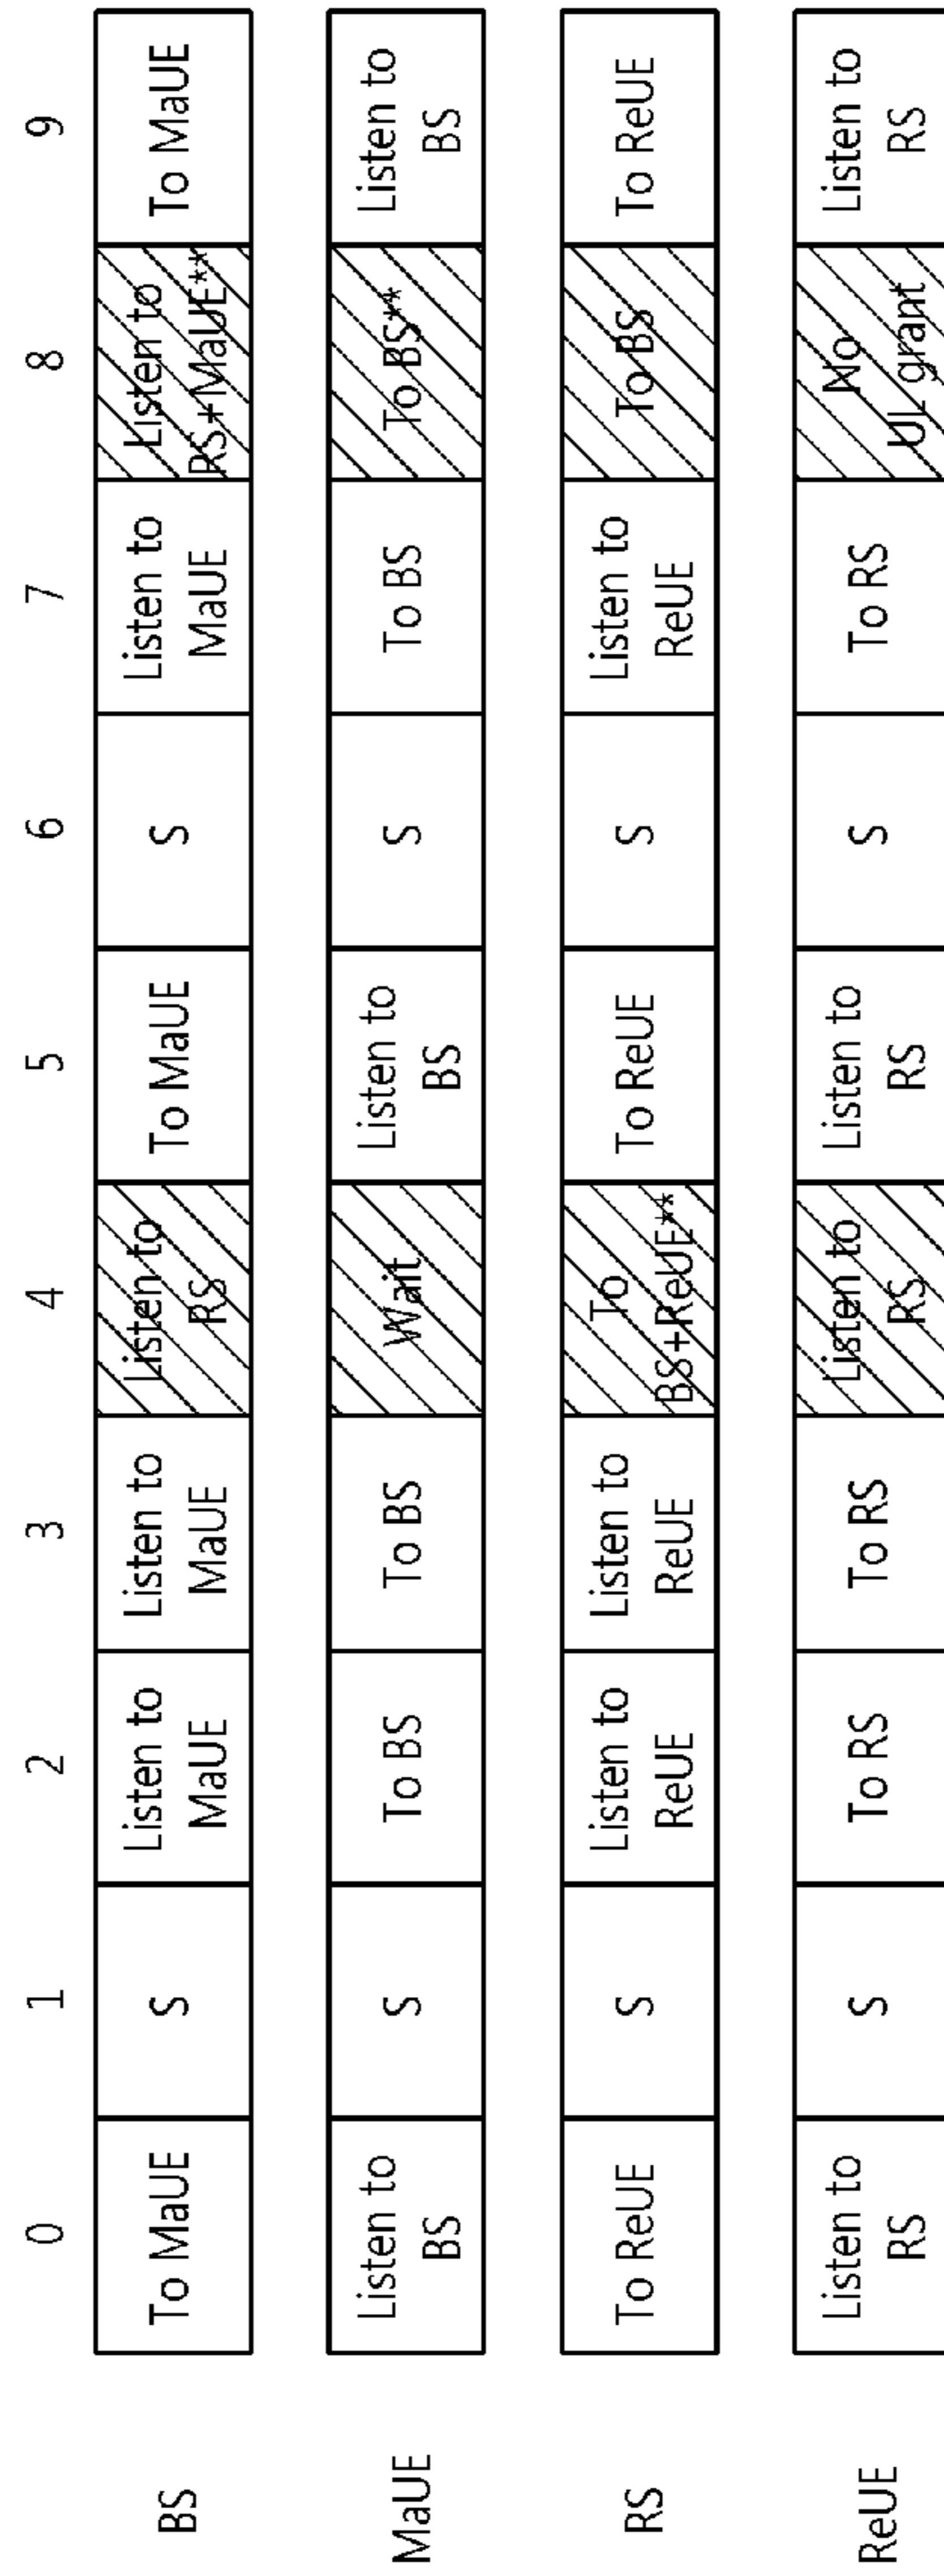 0 1 2 3 4 5 6 7 8 9
BS
To MaUE
S
Listen to
MaUE
Listen to
MaUE
Listen to
RS
To MaUE
S
Listen to
MaUE
Listen to
RS+MaUE**
To MaUE
MaUE
Listen to
BS
S
To BS
To BS
Wait
Listen to
BS
S
To BS
To BS**
Listen to
BS
RS
To ReUE
S
Listen to
ReUE
Listen to
ReUE
To
BS+ReUE**
To ReUE
S
Listen to
ReUE
To BS
To ReUE
ReUE
Listen to
RS
S
To RS
To RS
Listen to
RS
Listen to
RS
S
To RS
No
UL grant
Listen to
RS